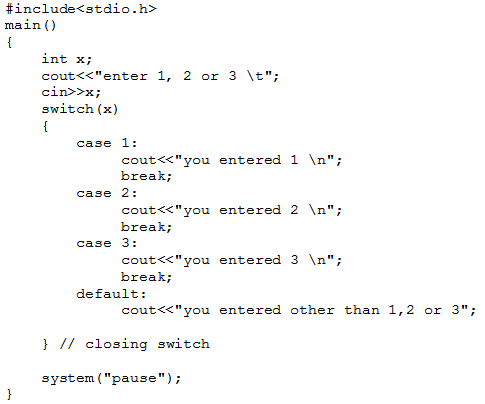 #include<stdio.h>
main()
{
    int x;
    cout<<"enter 1, 2 or 3 \t";
    cin>>x;
    switch(x)
    {
        case 1:
             cout<<"you entered 1 \n";
             break;
        case 2:
             cout<<"you entered 2 \n";
             break;
        case 3:
             cout<<"you entered 3 \n";
             break;
        default:
             cout<<"you entered other than 1,2 or 3";

    } // closing switch

    system("pause");
}